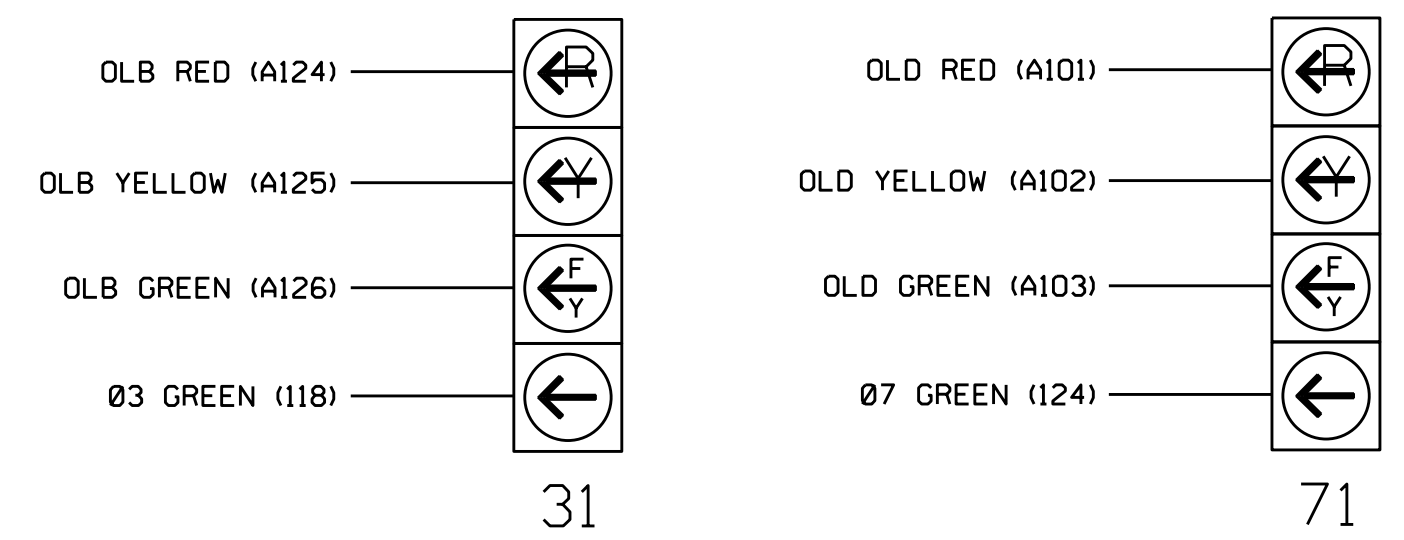 OLB RED (A124)
R
OLB YELLOW (A125)
Y
OLB GREEN (A126)
F
Y
Ø3 GREEN (118)
31
OLD RED (A101)
R
OLD YELLOW (A102)
Y
OLD GREEN (A103)
F
Y
Ø7 GREEN (124)
71